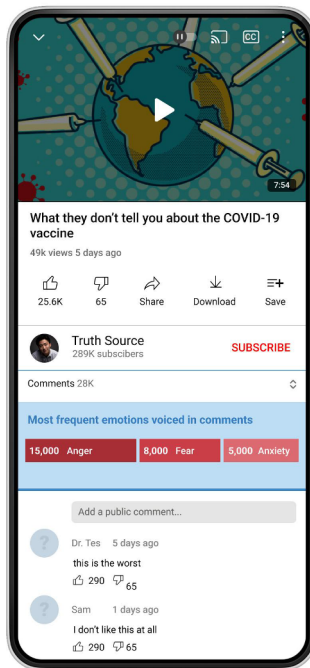 CC
7:54
What they don't tell you about the COVID-19
vaccine
49k views 5 days ago
25.6K 65 Share Download Save
Truth Source
289K subscibers
SUBSCRIBE
Comments 28K
Most frequent emotions voiced in comments
15,000 Anger 8,000 Fear 5,000 Anxiety
Add a public comment...
?
Dr. Tes 5 days ago
this is the worst
290 65
?
Sam 1 days ago
I don't like this at all
290 65